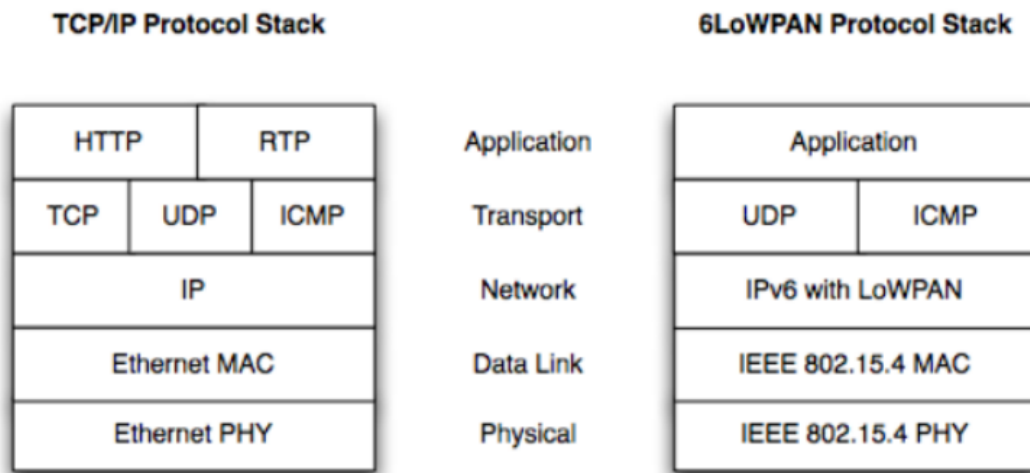 TCP/IP Protocol Stack 6LoWPAN Protocol Stack
HTTP RTP Application Application
TCP UDP ICMP Transport UDP ICMP
IP Network IPv6 with LoWPAN
Ethernet MAC Data Link IEEE 802.15.4 MAC
Ethernet PHY Physical IEEE 802.15.4 PHY